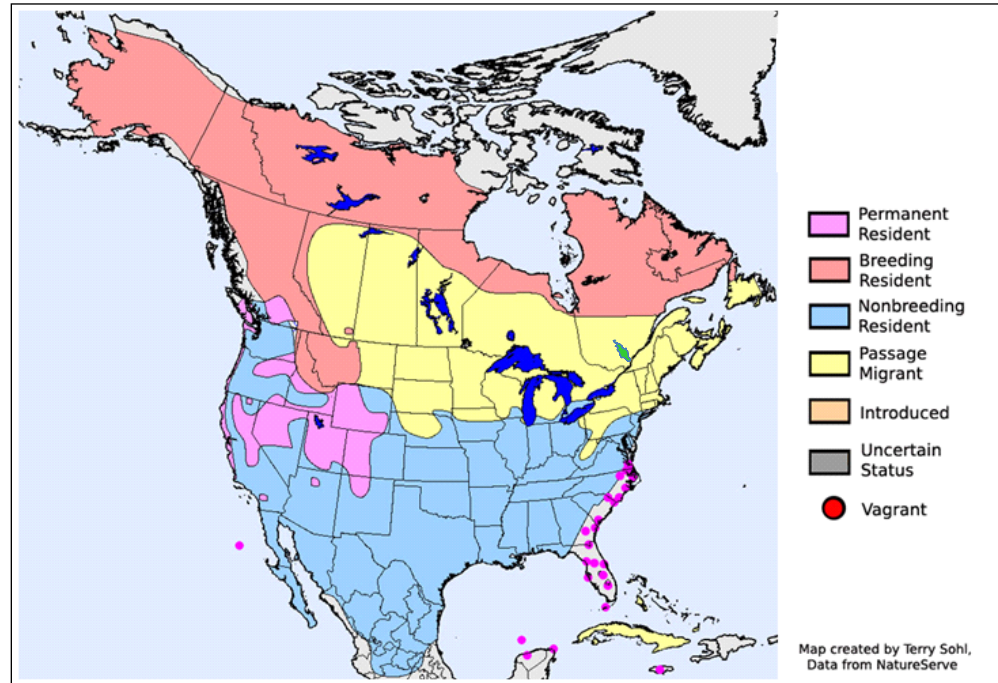 Permanent
Resident
Breeding
Resident
Nonbreeding
Resident
Passage
Migrant
Introduced
Uncertain
Status
Vagrant
Map created by Terry Sohl,
Data from NatureServe